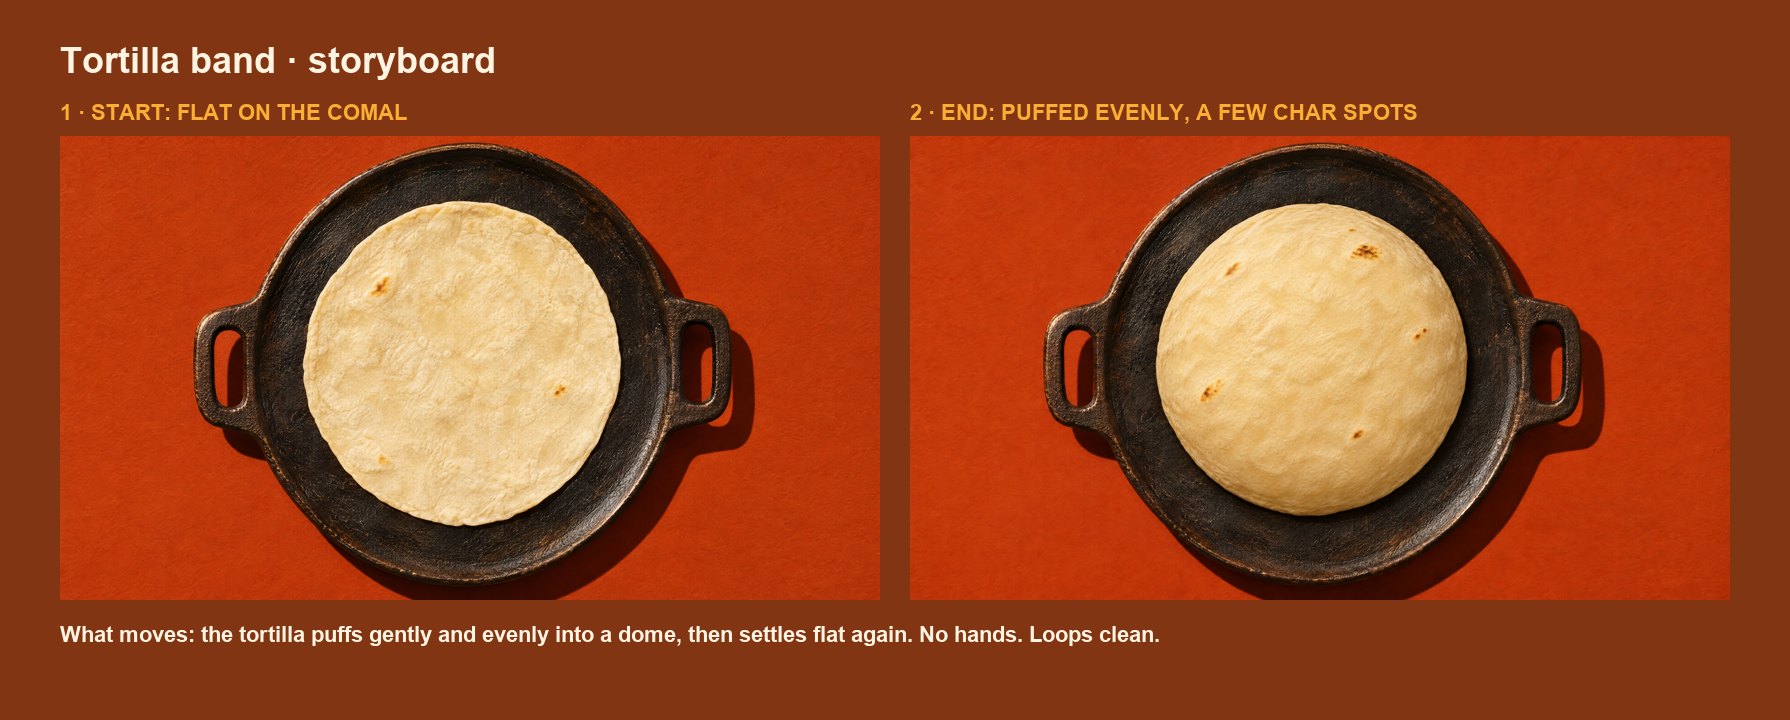 Tortilla band · storyboard
1 · START: FLAT ON THE COMAL
2 · END: PUFFED EVENLY, A FEW CHAR SPOTS
What moves: the tortilla puffs gently and evenly into a dome, then settles flat again. No hands. Loops clean.